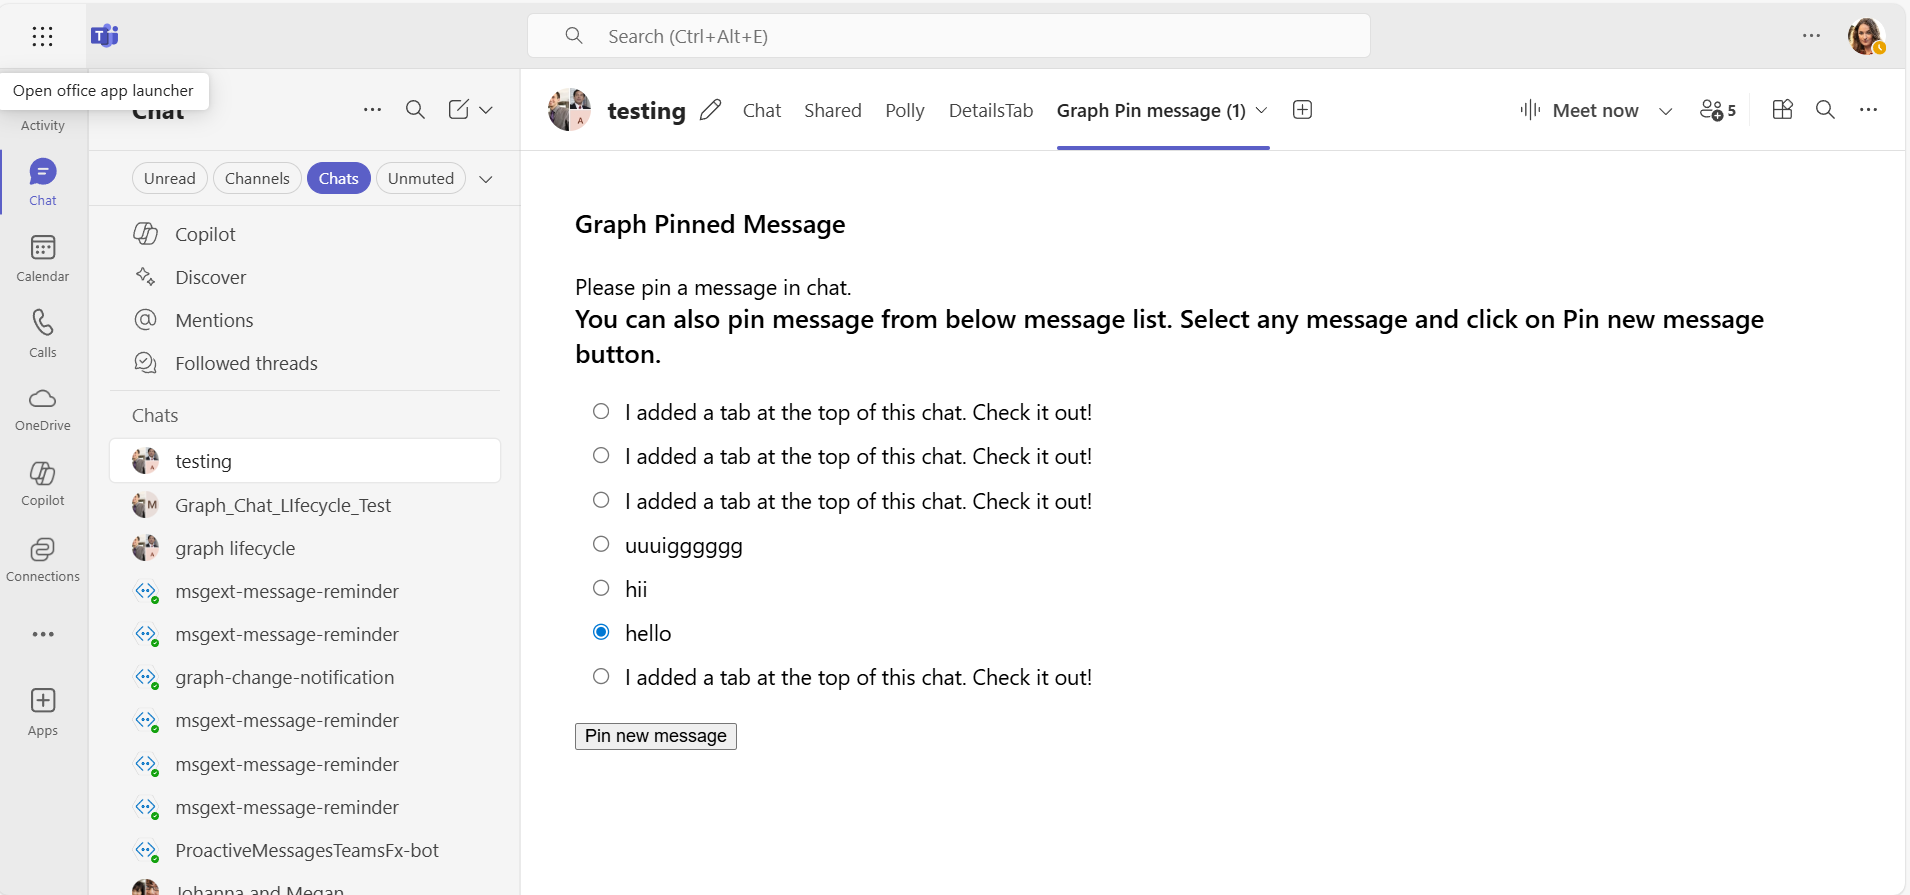 Search (Ctrl+Alt+E)
Open office app launcher
Activity
Chat
Calendar
Calls
OneDrive
Copilot
Connections
Apps
Chat
Unread
Channels
Chats
Unmuted
Copilot
Discover
Mentions
Followed threads
Chats
testing
Graph_Chat_LIfecycle_Test
graph lifecycle
msgext-message-reminder
msgext-message-reminder
graph-change-notification
msgext-message-reminder
msgext-message-reminder
msgext-message-reminder
ProactiveMessagesTeamsFx-bot
Johanna and Megan
testing Chat Shared Polly DetailsTab Graph Pin message (1) Meet now 5
Graph Pinned Message
Please pin a message in chat.
You can also pin message from below message list. Select any message and click on Pin new message
button.
I added a tab at the top of this chat. Check it out!
I added a tab at the top of this chat. Check it out!
I added a tab at the top of this chat. Check it out!
uuuigggggg
hii
hello
I added a tab at the top of this chat. Check it out!
Pin new message